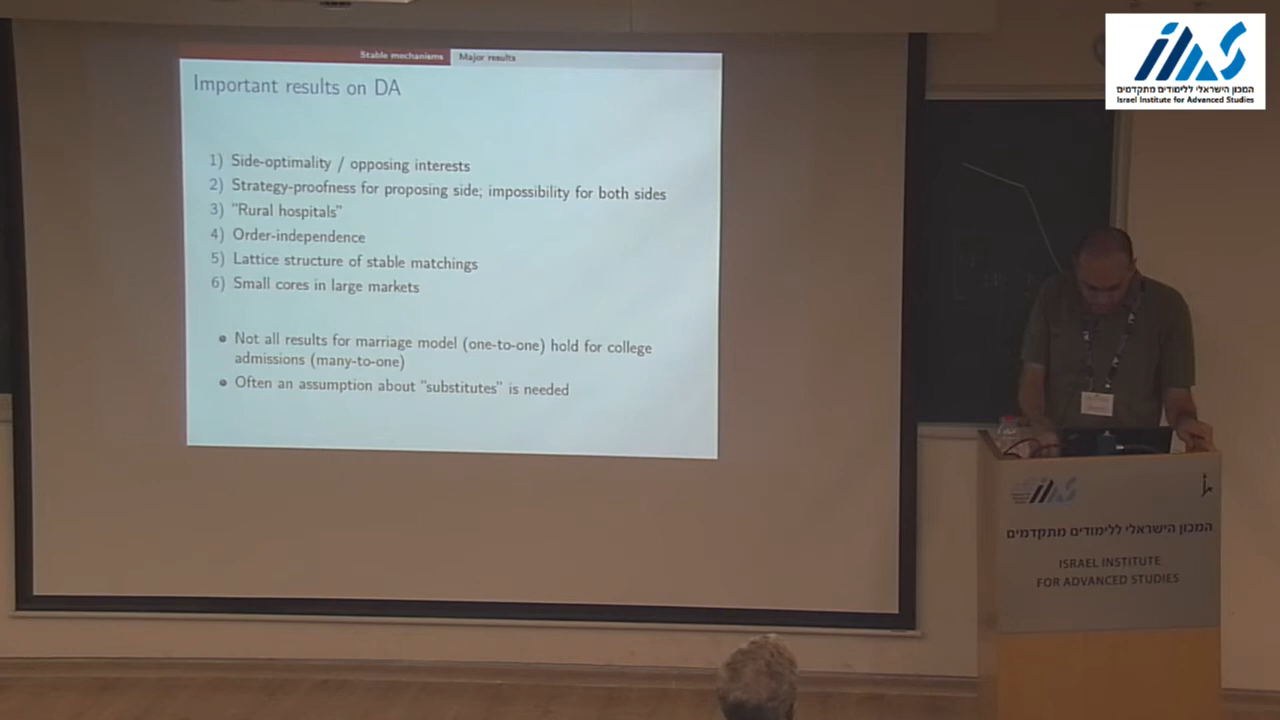 Stable mechanisms Major results
Important results on DA
1) Side-optimality / opposing interests
2) Strategy-proofness for proposing side; impossibility for both sides
3) "Rural hospitals"
4) Order-independence
5) Lattice structure of stable matchings
6) Small cores in large markets
• Not all results for marriage model (one-to-one) hold for college
admissions (many-to-one)
• Often an assumption about "substitutes" is needed
המכון הישראלי ללימודים מתקדמים
Israel Institute for Advanced Studies
המכון הישראלי ללימודים מתקדמים
ISRAEL INSTITUTE
FOR ADVANCED STUDIES